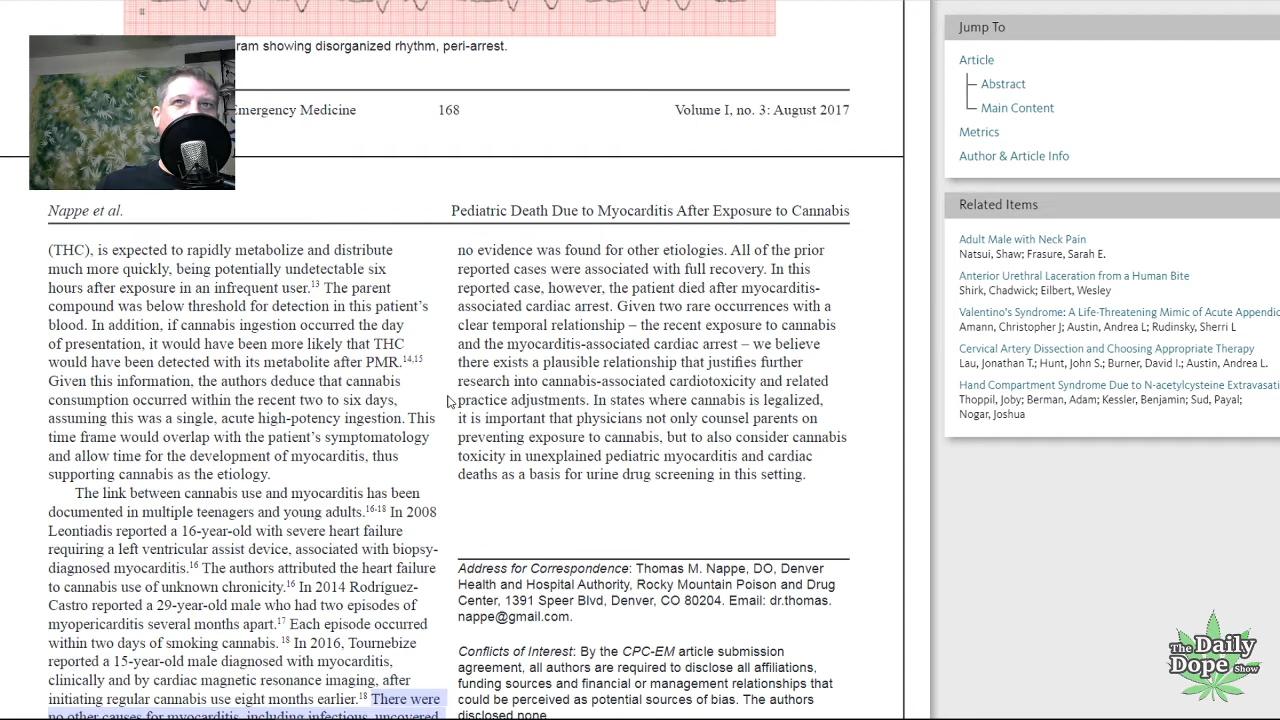 ram showing disorganized rhythm, peri-arrest.
Emergency Medicine 168 Volume I, no. 3: August 2017
Nappe et al. Pediatric Death Due to Myocarditis After Exposure to Cannabis
(THC), is expected to rapidly metabolize and distribute
much more quickly, being potentially undetectable six
hours after exposure in an infrequent user.13 The parent
compound was below threshold for detection in this patient’s
blood. In addition, if cannabis ingestion occurred the day
of presentation, it would have been more likely that THC
would have been detected with its metabolite after PMR.14,15
Given this information, the authors deduce that cannabis
consumption occurred within the recent two to six days,
assuming this was a single, acute high-potency ingestion. This
time frame would overlap with the patient’s symptomatology
and allow time for the development of myocarditis, thus
supporting cannabis as the etiology.
The link between cannabis use and myocarditis has been
documented in multiple teenagers and young adults.16-18 In 2008
Leontiadis reported a 16-year-old with severe heart failure
requiring a left ventricular assist device, associated with biopsy-
diagnosed myocarditis.16 The authors attributed the heart failure
to cannabis use of unknown chronicity.16 In 2014 Rodriguez-
Castro reported a 29-year-old male who had two episodes of
myopericarditis several months apart.17 Each episode occurred
within two days of smoking cannabis. 18 In 2016, Tournebize
reported a 15-year-old male diagnosed with myocarditis,
clinically and by cardiac magnetic resonance imaging, after
initiating regular cannabis use eight months earlier.18 There were
no other causes for myocarditis, including infectious, uncovered
no evidence was found for other etiologies. All of the prior
reported cases were associated with full recovery. In this
reported case, however, the patient died after myocarditis-
associated cardiac arrest. Given two rare occurrences with a
clear temporal relationship – the recent exposure to cannabis
and the myocarditis-associated cardiac arrest – we believe
there exists a plausible relationship that justifies further
research into cannabis-associated cardiotoxicity and related
practice adjustments. In states where cannabis is legalized,
it is important that physicians not only counsel parents on
preventing exposure to cannabis, but to also consider cannabis
toxicity in unexplained pediatric myocarditis and cardiac
deaths as a basis for urine drug screening in this setting.
Address for Correspondence: Thomas M. Nappe, DO, Denver
Health and Hospital Authority, Rocky Mountain Poison and Drug
Center, 1391 Speer Blvd, Denver, CO 80204. Email: dr.thomas.
nappe@gmail.com.
Conflicts of Interest: By the CPC-EM article submission
agreement, all authors are required to disclose all affiliations,
funding sources and financial or management relationships that
could be perceived as potential sources of bias. The authors
disclosed none.
Jump To
Article
Abstract
Main Content
Metrics
Author & Article Info
Related Items
Adult Male with Neck Pain
Natsui, Shaw; Frasure, Sarah E.
Anterior Urethral Laceration from a Human Bite
Shirk, Chadwick; Eilbert, Wesley
Valentino's Syndrome: A Life-Threatening Mimic of Acute Appendic
Amann, Christopher J; Austin, Andrea L; Rudinsky, Sherri L
Cervical Artery Dissection and Choosing Appropriate Therapy
Lau, Jonathan T.; Hunt, John S.; Burner, David I.; Austin, Andrea L.
Hand Compartment Syndrome Due to N-acetylcysteine Extravasati
Thoppil, Joby; Berman, Adam; Kessler, Benjamin; Sud, Payal;
Nogar, Joshua
The Daily
Dope Show